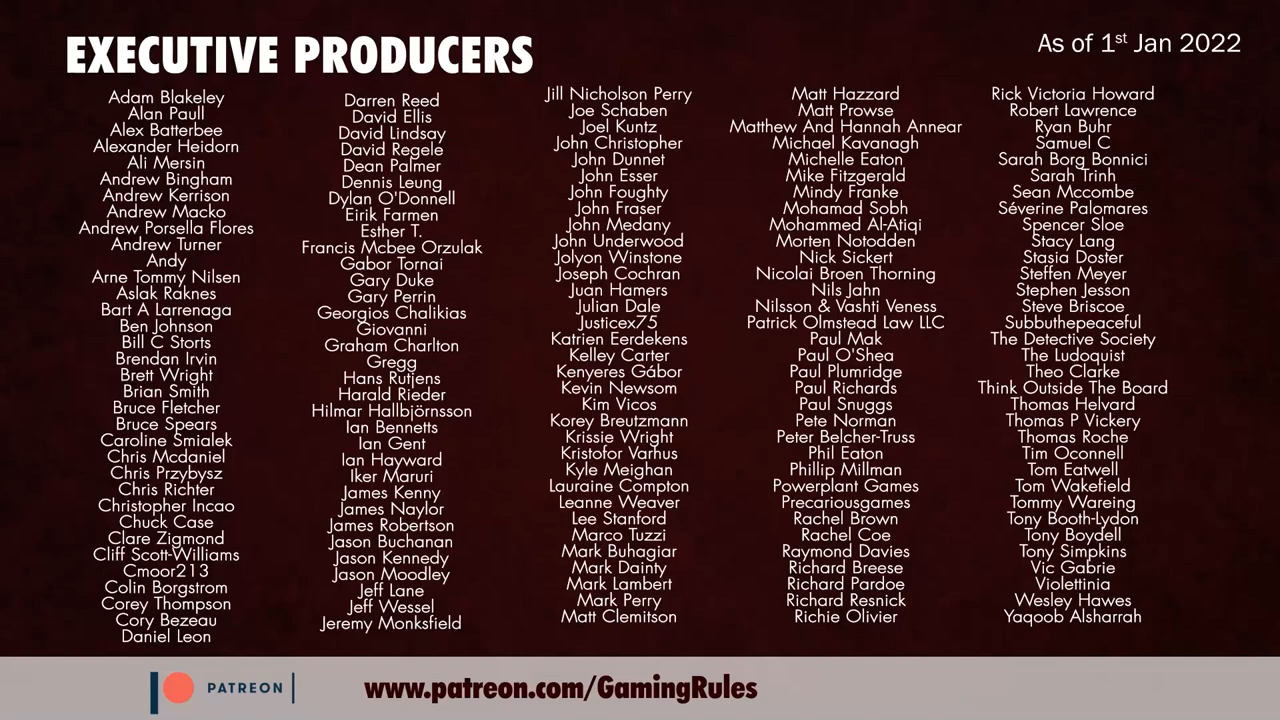 EXECUTIVE PRODUCERS
As of 1st Jan 2022
Adam Blakeley
Alan Paull
Alex Batterbee
Alexander Heidorn
Ali Mersin
Andrew Bingham
Andrew Kerrison
Andrew Macko
Andrew Porsella Flores
Andrew Turner
Andy
Arne Tommy Nilsen
Aslak Raknes
Bart A Larrenaga
Ben Johnson
Bill C Storts
Brendan Irvin
Brett Wright
Brian Smith
Bruce Fletcher
Bruce Spears
Caroline Smialek
Chris Mcdaniel
Chris Przybysz
Chris Richter
Christopher Incao
Chuck Case
Clare Zigmond
Cliff Scott-Williams
Cmoor213
Colin Borgstrom
Corey Thompson
Cory Bezeau
Daniel Leon
Darren Reed
David Ellis
David Lindsay
David Regele
Dean Palmer
Dennis Leung
Dylan O'Donnell
Eirik Farmen
Esther T.
Francis Mcbee Orzulak
Gabor Tornai
Gary Duke
Gary Perrin
Georgios Chalikias
Giovanni
Graham Charlton
Gregg
Hans Rutjens
Harald Rieder
Hilmar Hallbjörnsson
Ian Bennetts
Ian Gent
Ian Hayward
Iker Maruri
James Kenny
James Naylor
James Robertson
Jason Buchanan
Jason Kennedy
Jason Moodley
Jeff Lane
Jeff Wessel
Jeremy Monksfield
Jill Nicholson Perry
Joe Schaben
Joel Kuntz
John Christopher
John Dunnet
John Esser
John Foughty
John Fraser
John Medany
John Underwood
Jolyon Winstone
Joseph Cochran
Juan Hamers
Julian Dale
Justicex75
Katrien Eerdekens
Kelley Carter
Kenyeres Gábor
Kevin Newsom
Kim Vicos
Korey Breutzmann
Krissie Wright
Kristofor Varhus
Kyle Meighan
Lauraine Compton
Leanne Weaver
Lee Stanford
Marco Tuzzi
Mark Buhagiar
Mark Dainty
Mark Lambert
Mark Perry
Matt Clemitson
Matt Hazzard
Matt Prowse
Matthew And Hannah Annear
Michael Kavanagh
Michelle Eaton
Mike Fitzgerald
Mindy Franke
Mohamad Sobh
Mohammed Al-Atiqi
Morten Notodden
Nick Sickert
Nicolai Broen Thorning
Nils Jahn
Nilsson & Vashti Veness
Patrick Olmstead Law LLC
Paul Mak
Paul O'Shea
Paul Plumridge
Paul Richards
Paul Snuggs
Pete Norman
Peter Belcher-Truss
Phil Eaton
Phillip Millman
Powerplant Games
Precariousgames
Rachel Brown
Rachel Coe
Raymond Davies
Richard Breese
Richard Pardoe
Richard Resnick
Richie Olivier
Rick Victoria Howard
Robert Lawrence
Ryan Buhr
Samuel C
Sarah Borg Bonnici
Sarah Trinh
Sean Mccombe
Séverine Palomares
Spencer Sloe
Stacy Lang
Stasia Doster
Steffen Meyer
Stephen Jesson
Steve Briscoe
Subbuthepeaceful
The Detective Society
The Ludoquist
Theo Clarke
Think Outside The Board
Thomas Helvard
Thomas P Vickery
Thomas Roche
Tim Oconnell
Tom Eatwell
Tom Wakefield
Tommy Wareing
Tony Booth-Lydon
Tony Boydell
Tony Simpkins
Vic Gabrie
Violettinia
Wesley Hawes
Yaqoob Alsharrah
PATREON
www.patreon.com/GamingRules